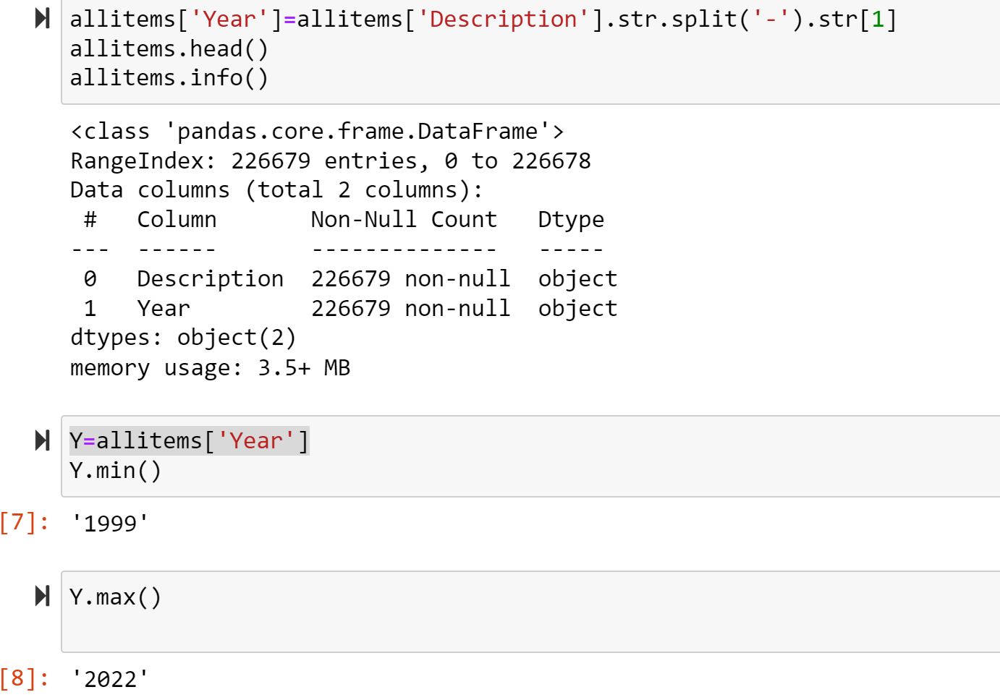 allitems['Year']=allitems['Description'].str.split('-').str[1]
allitems.head()
allitems.info()
<class 'pandas.core.frame.DataFrame'>
RangeIndex: 226679 entries, 0 to 226678
Data columns (total 2 columns):
 #   Column       Non-Null Count   Dtype
---  ------       --------------   -----
 0   Description  226679 non-null  object
 1   Year         226679 non-null  object
dtypes: object(2)
memory usage: 3.5+ MB
Y=allitems['Year']
Y.min()
[7]: '1999'
Y.max()
[8]: '2022'